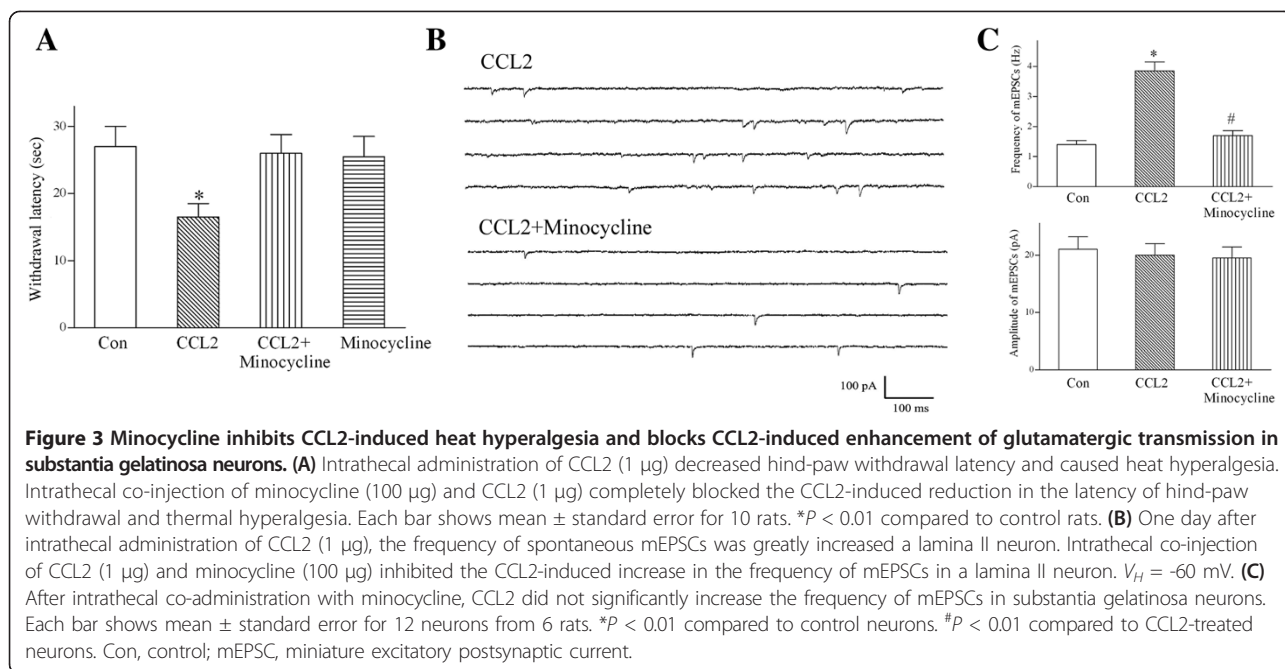 A
Withdrawal latency (sec)
30
20
10
0
Con
CCL2
CCL2+
Minocycline
Minocycline
*
B
CCL2
CCL2+Minocycline
100 pA
100 ms
C
Frequency of mEPSCs (Hz)
4
2
0
*
#
Con
CCL2
CCL2+
Minocycline
Amplitude of mEPSCs (pA)
20
10
0
Con
CCL2
CCL2+
Minocycline
Figure 3 Minocycline inhibits CCL2-induced heat hyperalgesia and blocks CCL2-induced enhancement of glutamatergic transmission in
substantia gelatinosa neurons. (A) Intrathecal administration of CCL2 (1 μg) decreased hind-paw withdrawal latency and caused heat hyperalgesia.
Intrathecal co-injection of minocycline (100 μg) and CCL2 (1 μg) completely blocked the CCL2-induced reduction in the latency of hind-paw
withdrawal and thermal hyperalgesia. Each bar shows mean ± standard error for 10 rats. *P < 0.01 compared to control rats. (B) One day after
intrathecal administration of CCL2 (1 μg), the frequency of spontaneous mEPSCs was greatly increased a lamina II neuron. Intrathecal co-injection
of CCL2 (1 μg) and minocycline (100 μg) inhibited the CCL2-induced increase in the frequency of mEPSCs in a lamina II neuron. V_H = -60 mV. (C)
After intrathecal co-administration with minocycline, CCL2 did not significantly increase the frequency of mEPSCs in substantia gelatinosa neurons.
Each bar shows mean ± standard error for 12 neurons from 6 rats. *P < 0.01 compared to control neurons. #P < 0.01 compared to CCL2-treated
neurons. Con, control; mEPSC, miniature excitatory postsynaptic current.